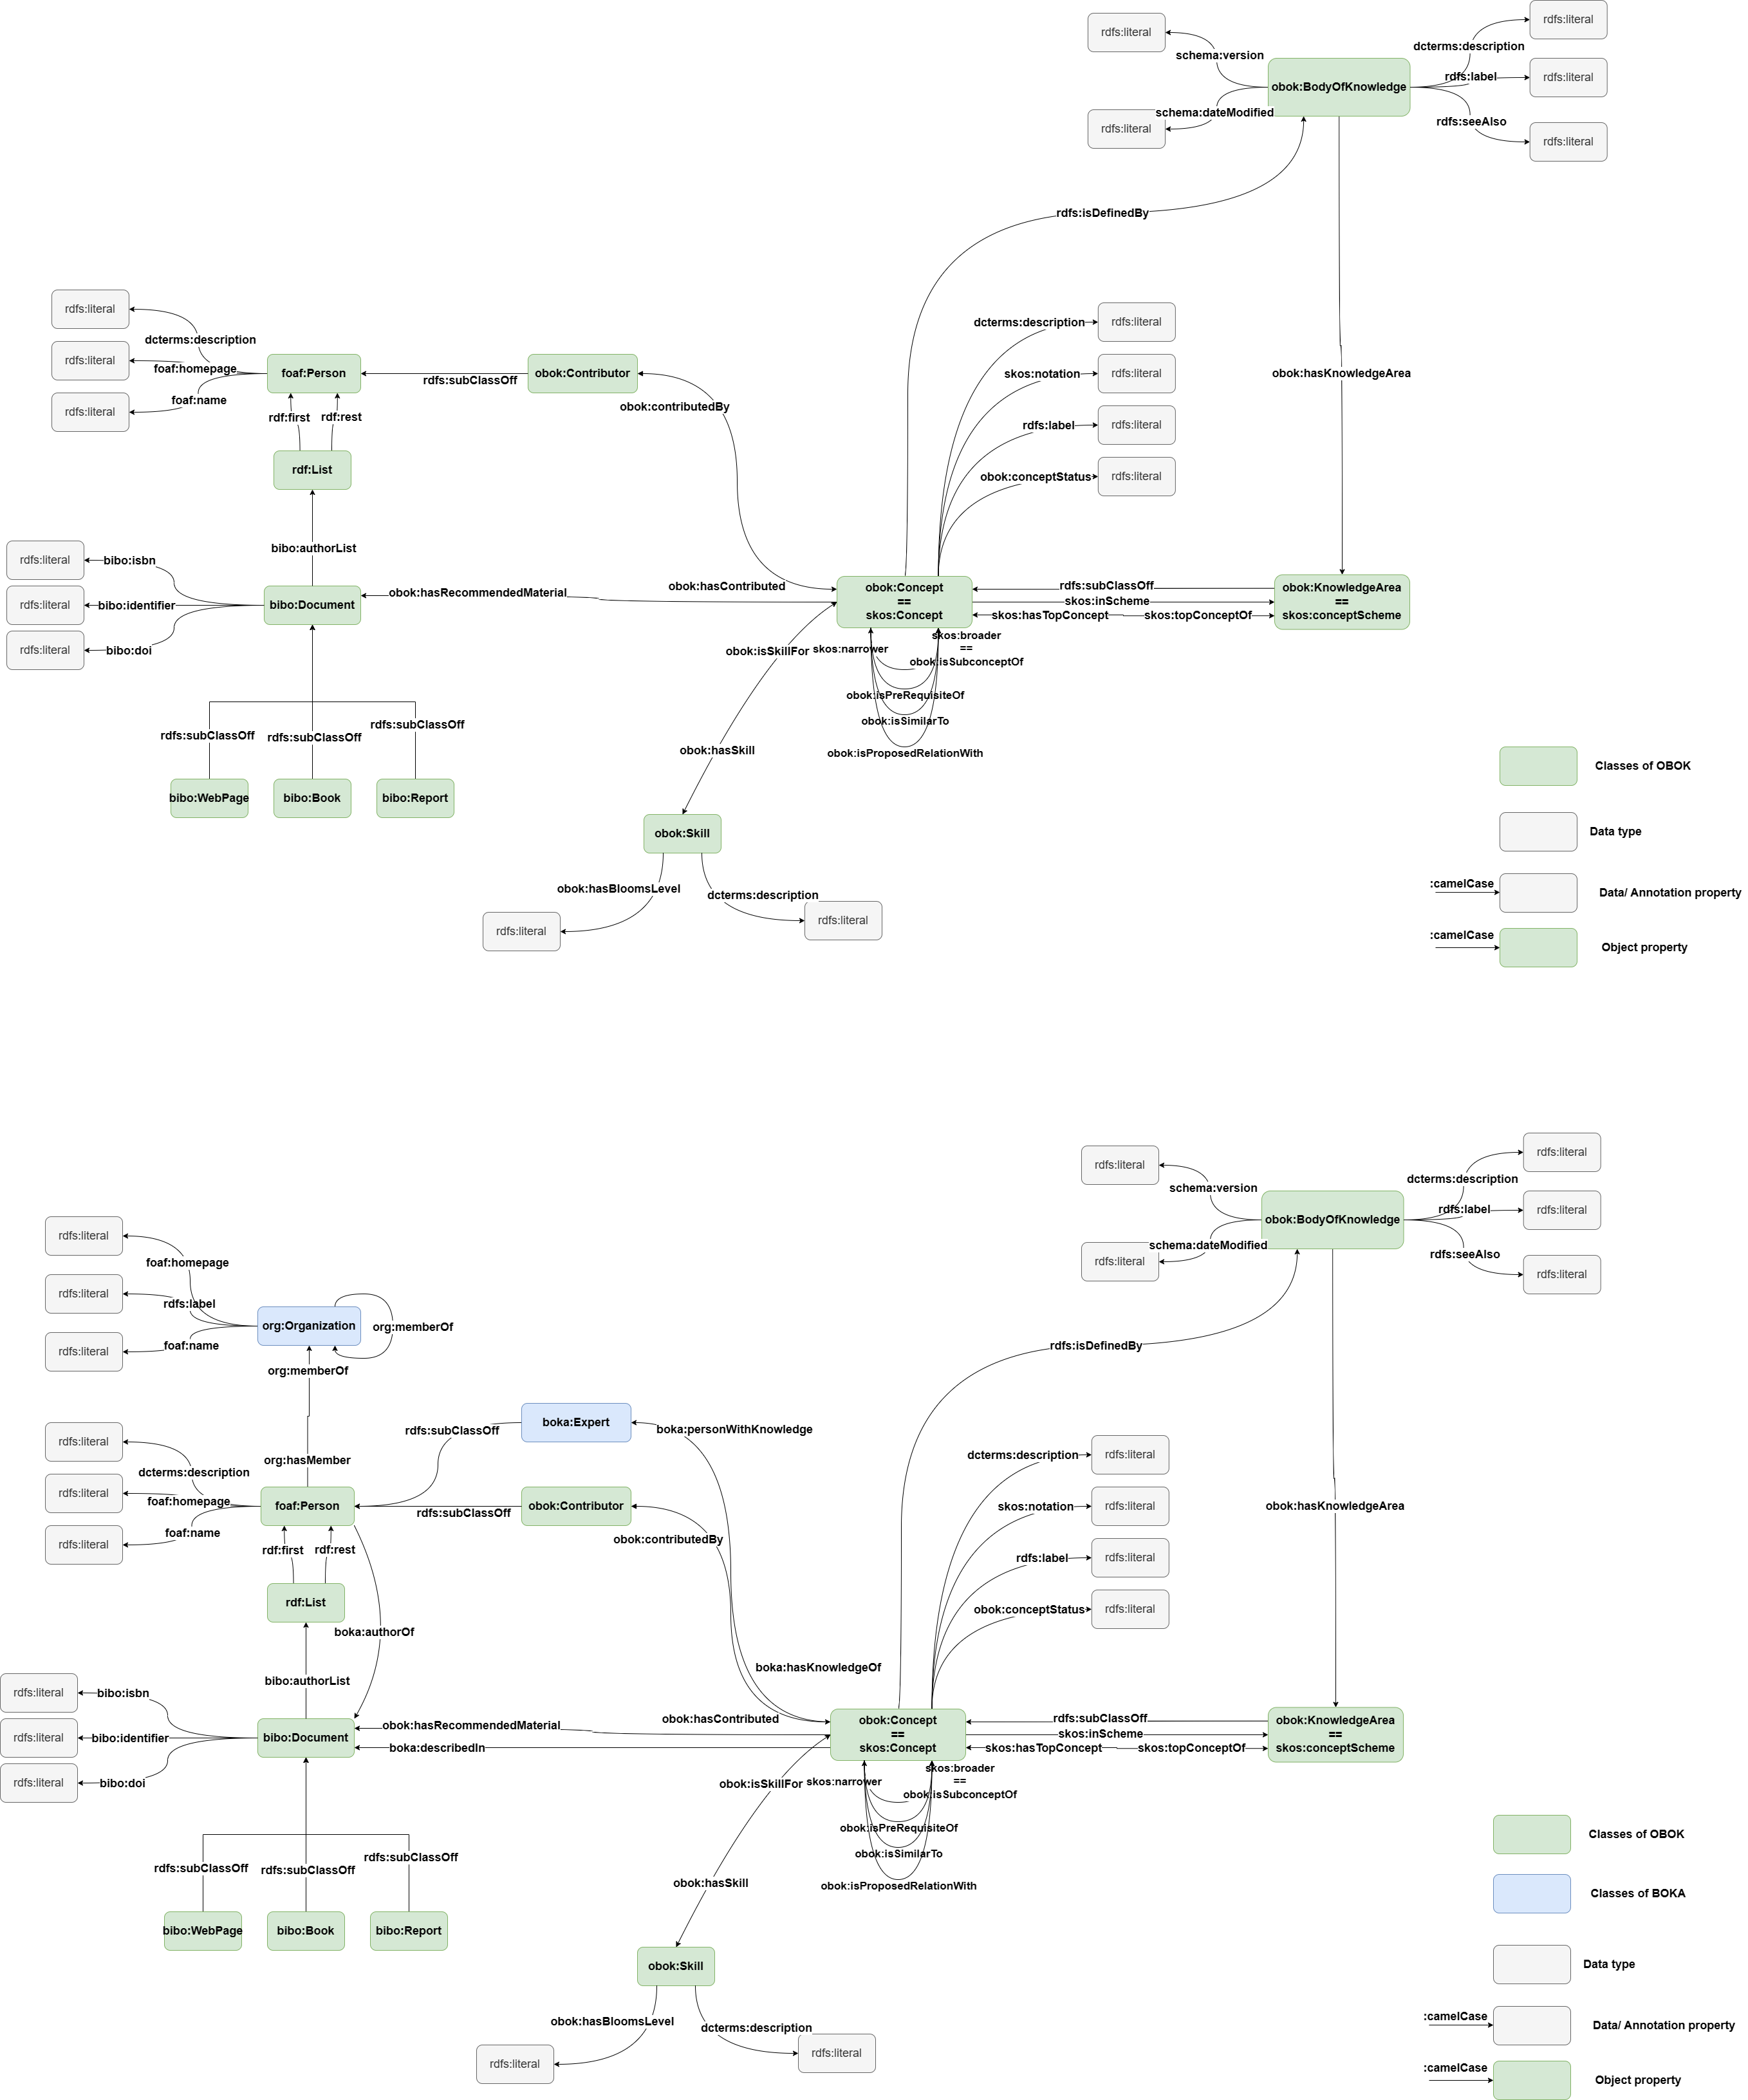 rdfs:literal
rdfs:literal
schema:version
dcterms:description
obok:BodyOfKnowledge
rdfs:label
rdfs:literal
schema:dateModified
rdfs:literal
rdfs:seeAlso
rdfs:literal
rdfs:isDefinedBy
rdfs:literal
dcterms:description
rdfs:literal
foaf:homepage
foaf:name
rdfs:literal
foaf:Person
rdfs:subClassOff
obok:Contributor
obok:contributedBy
rdf:first
rdf:rest
rdf:List
dcterms:description
rdfs:literal
skos:notation
rdfs:literal
rdfs:label
rdfs:literal
obok:conceptStatus
rdfs:literal
obok:hasKnowledgeArea
bibo:authorList
rdfs:literal
bibo:isbn
rdfs:literal
bibo:identifier
rdfs:literal
bibo:doi
bibo:Document
obok:hasRecommendedMaterial
obok:hasContributed
obok:Concept
==
skos:Concept
rdfs:subClassOff
skos:inScheme
skos:hasTopConcept
skos:topConceptOf
obok:KnowledgeArea
==
skos:conceptScheme
obok:isSkillFor
skos:narrower
skos:broader
==
obok:isSubconceptOf
obok:isPreRequisiteOf
obok:isSimilarTo
obok:isProposedRelationWith
rdfs:subClassOff
rdfs:subClassOff
rdfs:subClassOff
bibo:WebPage
bibo:Book
bibo:Report
obok:hasSkill
obok:Skill
obok:hasBloomsLevel
dcterms:description
rdfs:literal
rdfs:literal
Classes of OBOK
Data type
:camelCase
Data/ Annotation property
:camelCase
Object property
rdfs:literal
rdfs:literal
schema:version
dcterms:description
obok:BodyOfKnowledge
rdfs:label
rdfs:literal
schema:dateModified
rdfs:literal
rdfs:seeAlso
rdfs:literal
rdfs:isDefinedBy
rdfs:literal
foaf:homepage
rdfs:literal
rdfs:label
rdfs:literal
foaf:name
org:Organization
org:memberOf
org:memberOf
org:hasMember
rdfs:subClassOff
boka:Expert
boka:personWithKnowledge
rdfs:literal
dcterms:description
rdfs:literal
foaf:homepage
foaf:name
rdfs:literal
foaf:Person
rdfs:subClassOff
obok:Contributor
obok:contributedBy
rdf:first
rdf:rest
rdf:List
boka:authorOf
dcterms:description
rdfs:literal
skos:notation
rdfs:literal
rdfs:label
rdfs:literal
obok:conceptStatus
rdfs:literal
obok:hasKnowledgeArea
boka:hasKnowledgeOf
bibo:authorList
rdfs:literal
bibo:isbn
rdfs:literal
bibo:identifier
rdfs:literal
bibo:doi
bibo:Document
obok:hasRecommendedMaterial
boka:describedIn
obok:hasContributed
obok:Concept
==
skos:Concept
rdfs:subClassOff
skos:inScheme
skos:hasTopConcept
skos:topConceptOf
obok:KnowledgeArea
==
skos:conceptScheme
obok:isSkillFor
skos:narrower
skos:broader
==
obok:isSubconceptOf
obok:isPreRequisiteOf
obok:isSimilarTo
obok:isProposedRelationWith
rdfs:subClassOff
rdfs:subClassOff
rdfs:subClassOff
bibo:WebPage
bibo:Book
bibo:Report
obok:hasSkill
obok:Skill
obok:hasBloomsLevel
dcterms:description
rdfs:literal
rdfs:literal
Classes of OBOK
Classes of BOKA
Data type
:camelCase
Data/ Annotation property
:camelCase
Object property